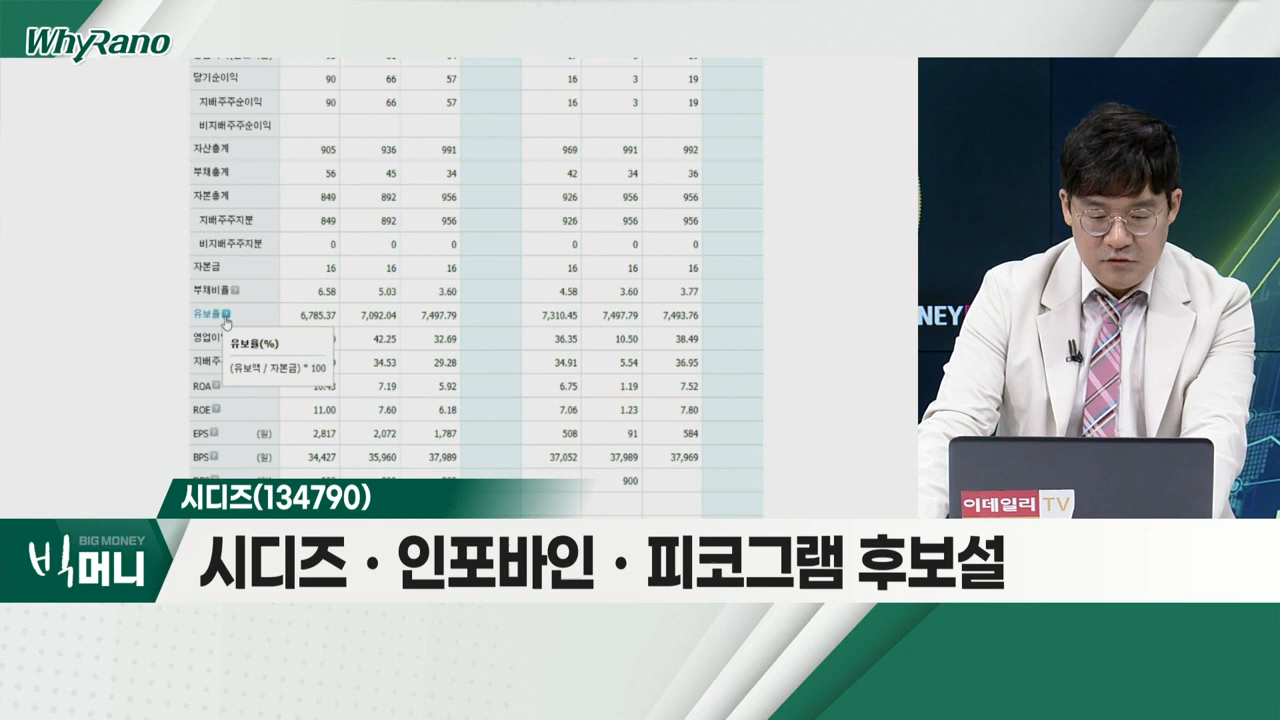 WhyRano
당기순이익 90 66 57 16 3 19
지배주주순이익 90 66 57 16 3 19
비지배주주순이익
자산총계 905 936 991 969 991 992
부채총계 56 45 34 42 34 36
자본총계 849 892 956 926 956 956
지배주주지분 849 892 956 926 956 956
비지배주주지분 0 0 0 0 0 0
자본금 16 16 16 16 16 16
부채비율 6.58 5.03 3.60 4.58 3.60 3.77
유보율 6,785.37 7,092.04 7,497.79 7,310.45 7,497.79 7,493.76
영업이 42.25 32.69 36.35 10.50 38.49
유보율(%)
지배주 34.53 29.28 34.91 5.54 36.95
(유보액 / 자본금) * 100
ROA 7.19 5.92 6.75 1.19 7.52
ROE 11.00 7.60 6.18 7.06 1.23 7.80
EPS (원) 2,817 2,072 1,787 508 91 584
BPS (원) 34,427 35,960 37,989 37,052 37,989 37,969
900
NEY
이데일리 TV
시디즈(134790)
BIG MONEY
빅머니
시디즈 · 인포바인 · 피코그램 후보설